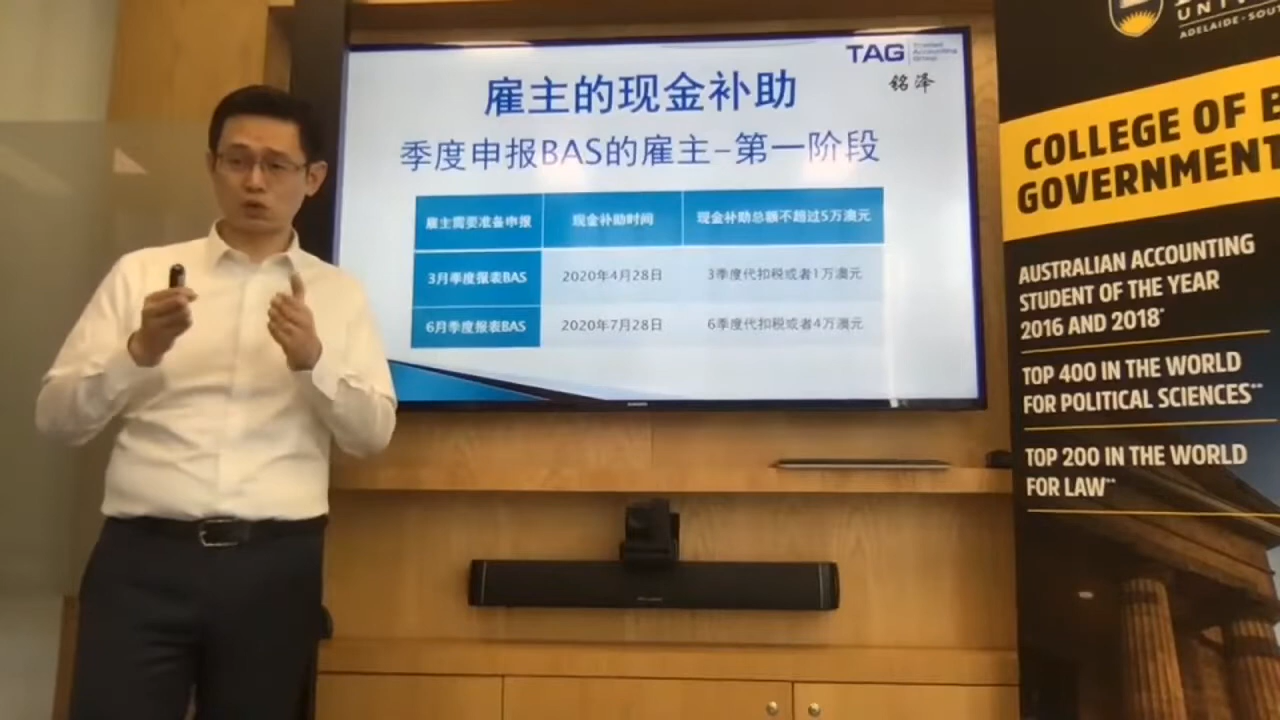 TAG
Trusted
Accounting
Group
铭泽
雇主的现金补助
季度申报BAS的雇主-第一阶段
雇主需要准备申报 现金补助时间 现金补助总额不超过5万澳元
3月季度报表BAS 2020年4月28日 3季度代扣税或者1万澳元
6月季度报表BAS 2020年7月28日 6季度代扣税或者4万澳元
ADELAIDE · SOU
COLLEGE OF B
GOVERNMENT
AUSTRALIAN ACCOUNTING
STUDENT OF THE YEAR
2016 AND 2018*
TOP 400 IN THE WORLD
FOR POLITICAL SCIENCES**
TOP 200 IN THE WORLD
FOR LAW**